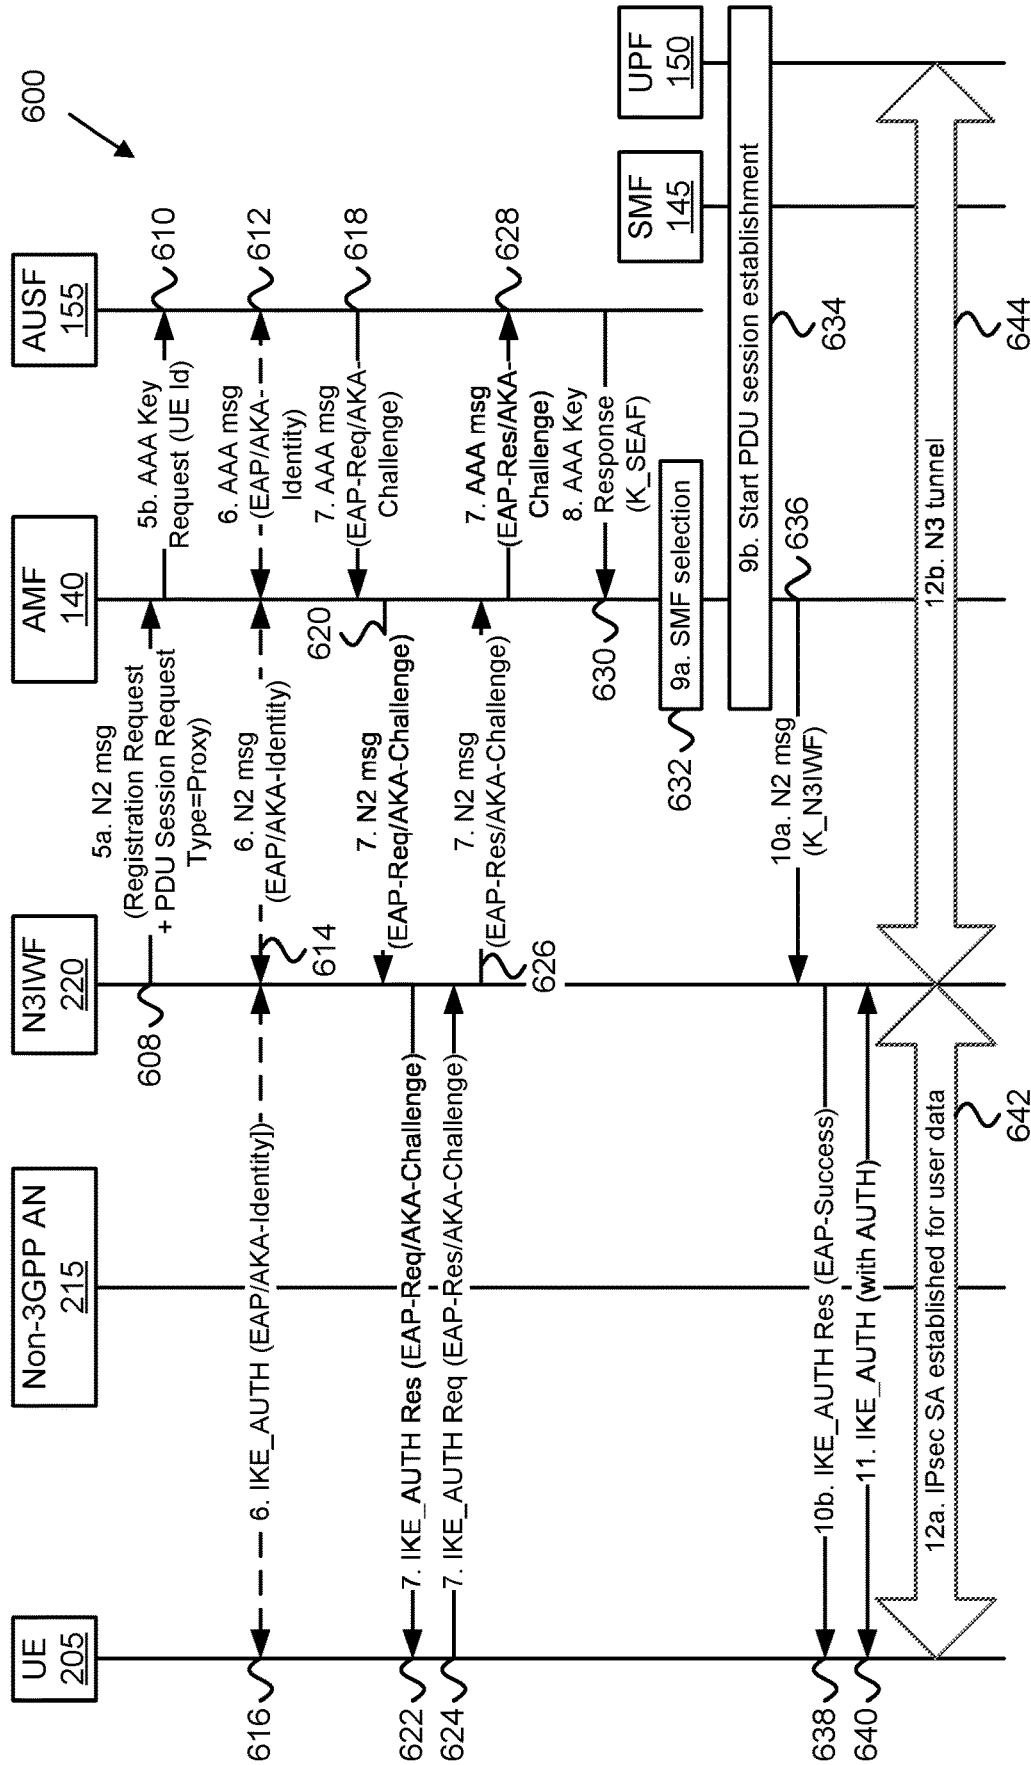 600
UE
205
Non-3GPP AN
215
N3IWF
220
AMF
140
AUSF
155
608
5a. N2 msg
(Registration Request
+ PDU Session Request
Type=Proxy)
5b. AAA Key
Request (UE Id)
610
616
6. IKE_AUTH (EAP/AKA-Identity])
614
6. N2 msg
(EAP/AKA-Identity)
6. AAA msg
(EAP/AKA-
Identity)
612
7. AAA msg
(EAP-Req/AKA-
Challenge)
618
620
7. N2 msg
(EAP-Req/AKA-Challenge)
622
7. IKE_AUTH Res (EAP-Req/AKA-Challenge)
624
7. IKE_AUTH Req (EAP-Res/AKA-Challenge)
626
7. N2 msg
(EAP-Res/AKA-Challenge)
7. AAA msg
(EAP-Res/AKA-
Challenge)
628
8. AAA Key
Response
(K_SEAF)
630
SMF
145
UPF
150
632
9a. SMF selection
9b. Start PDU session establishment
634
636
10a. N2 msg
(K_N3IWF)
638
10b. IKE_AUTH Res (EAP-Success)
640
11. IKE_AUTH (with AUTH)
12a. IPsec SA established for user data
642
12b. N3 tunnel
644